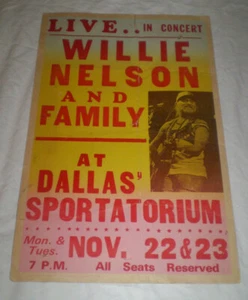 LIVE.. IN CONCERT
WILLIE
NELSON
AND
FAMILY
AT
DALLAS"
SPORTATORIUM
Mon. &
Tues. NOV. 22 & 23
7 P.M. All Seats Reserved